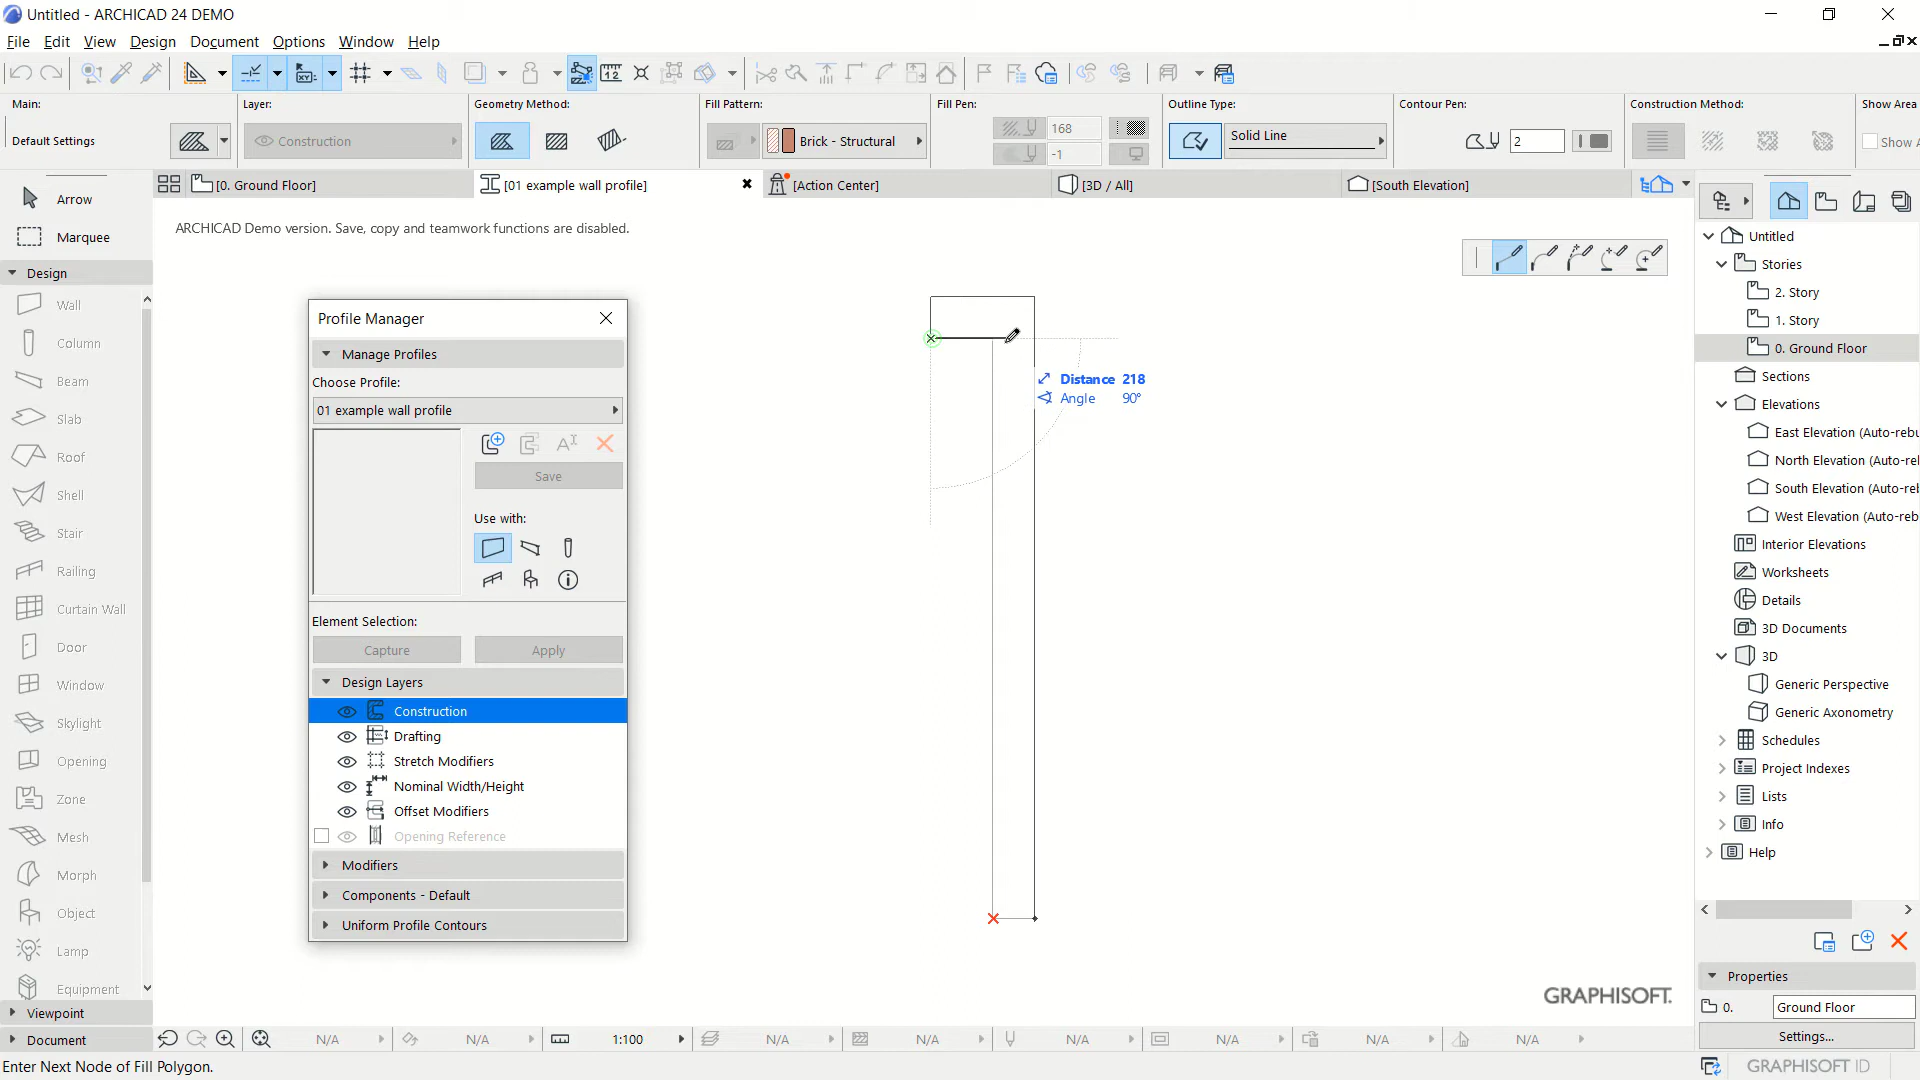 Untitled - ARCHICAD 24 DEMO
File Edit View Design Document Options Window Help
Main: Layer: Geometry Method: Fill Pattern: Fill Pen: Outline Type: Contour Pen: Construction Method: Show Area
Default Settings Construction Brick - Structural 168 -1 Solid Line 2 Show A
[0. Ground Floor] [01 example wall profile] [Action Center] [3D / All] [South Elevation]
ARCHICAD Demo version. Save, copy and teamwork functions are disabled.
Arrow
Marquee
Design
Wall
Column
Beam
Slab
Roof
Shell
Stair
Railing
Curtain Wall
Door
Window
Skylight
Opening
Zone
Mesh
Morph
Object
Lamp
Equipment
Viewpoint
Document
Profile Manager
Manage Profiles
Choose Profile:
01 example wall profile
Save
Use with:
Element Selection:
Capture Apply
Design Layers
Construction
Drafting
Stretch Modifiers
Nominal Width/Height
Offset Modifiers
Opening Reference
Modifiers
Components - Default
Uniform Profile Contours
Distance 218
Angle 90°
Untitled
Stories
2. Story
1. Story
0. Ground Floor
Sections
Elevations
East Elevation (Auto-rebu
North Elevation (Auto-rel
South Elevation (Auto-rel
West Elevation (Auto-reb
Interior Elevations
Worksheets
Details
3D Documents
3D
Generic Perspective
Generic Axonometry
Schedules
Project Indexes
Lists
Info
Help
Properties
0. Ground Floor
Settings...
GRAPHISOFT.
N/A N/A 1:100 N/A N/A N/A N/A N/A N/A
Enter Next Node of Fill Polygon.
GRAPHISOFT ID